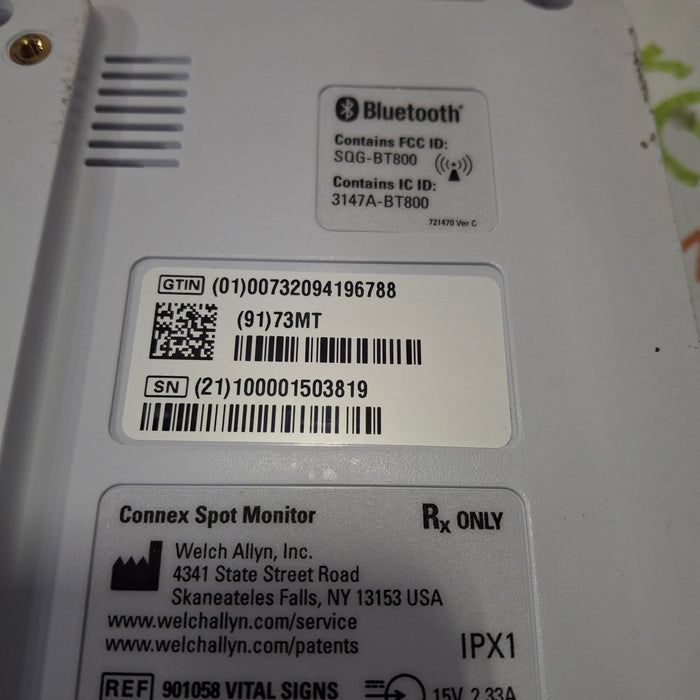 Bluetooth®
Contains FCC ID:
SQG-BT800
Contains IC ID:
3147A-BT800
721470 Ver C
GTIN (01)00732094196788
(91)73MT
SN (21)100001503819
Connex Spot Monitor
Rx ONLY
Welch Allyn, Inc.
4341 State Street Road
Skaneateles Falls, NY 13153 USA
www.welchallyn.com/service
www.welchallyn.com/patents
IPX1
REF 901058 VITAL SIGNS
15V 2.33A